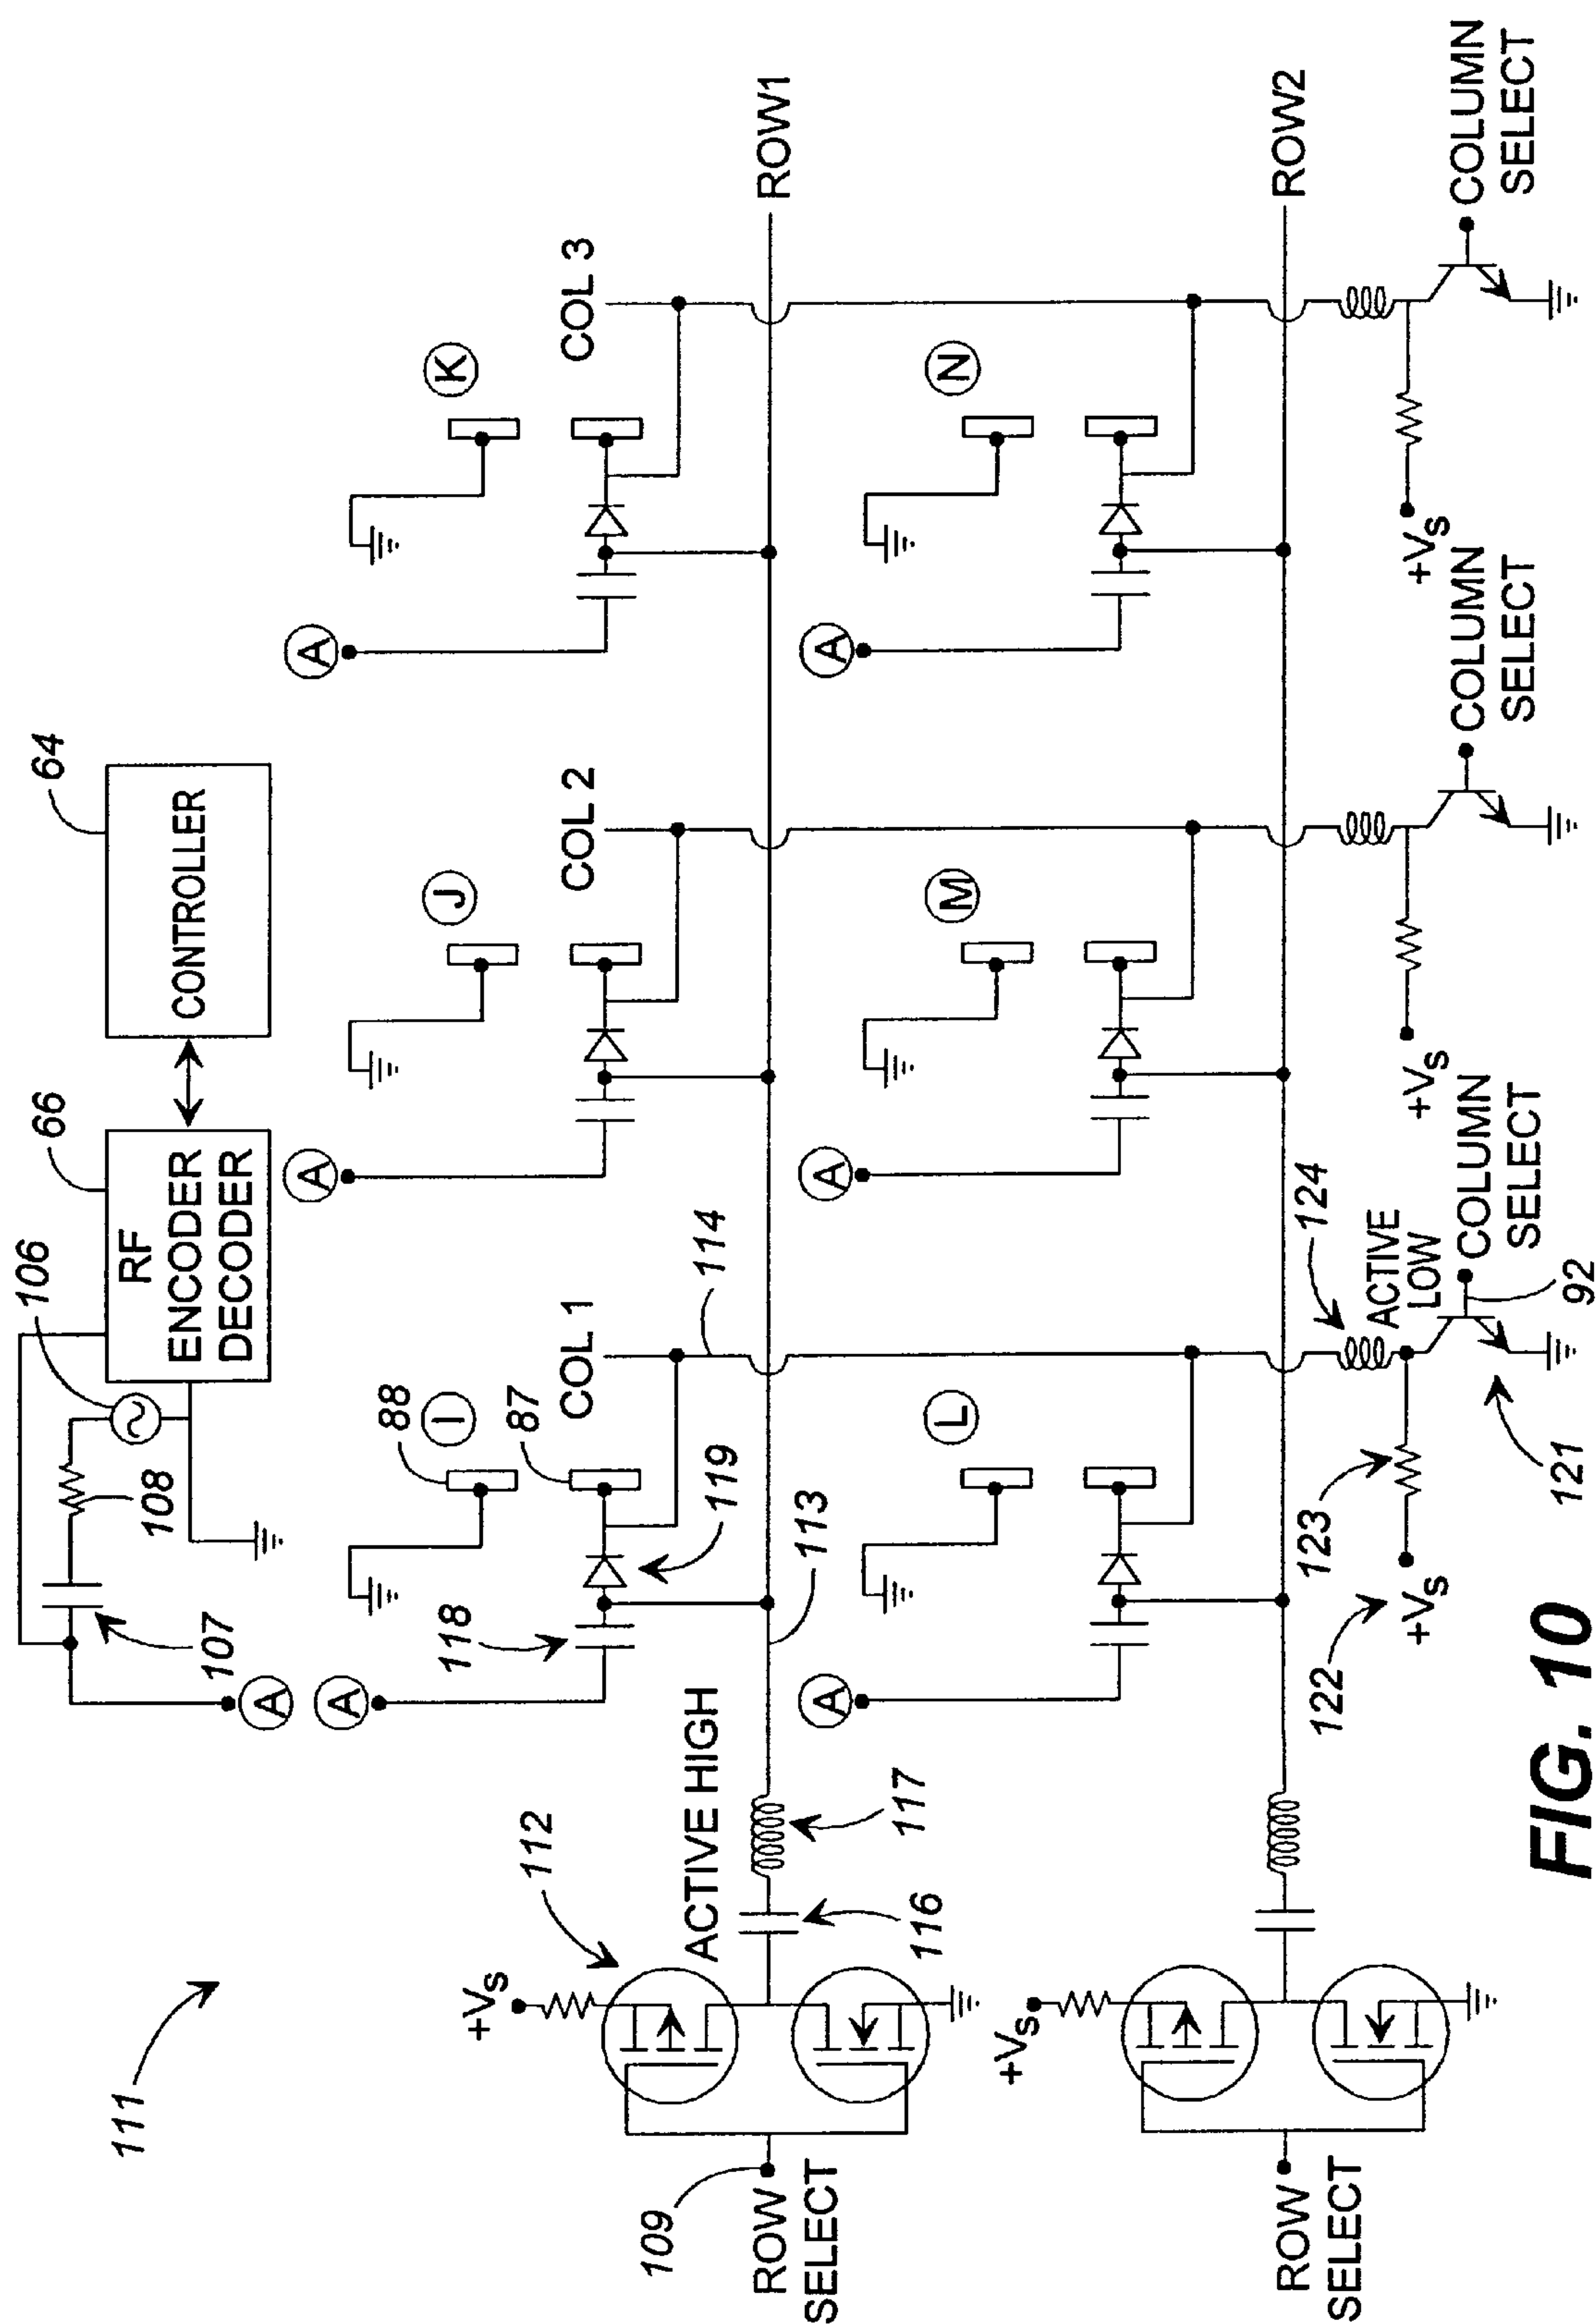 111
106
66
64
RF
ENCODER
DECODER
CONTROLLER
107
108
A
A
88
I
87
COL 1
118
119
114
A
J
COL 2
A
K
COL 3
109
ROW
SELECT
+VS
112
ACTIVE HIGH
116
117
113
ROW1
A
L
A
M
A
N
ROW
SELECT
+VS
ROW2
122
+VS
123
124
ACTIVE
LOW
121
92
COLUMN
SELECT
+VS
COLUMN
SELECT
+VS
COLUMN
SELECT
FIG. 10